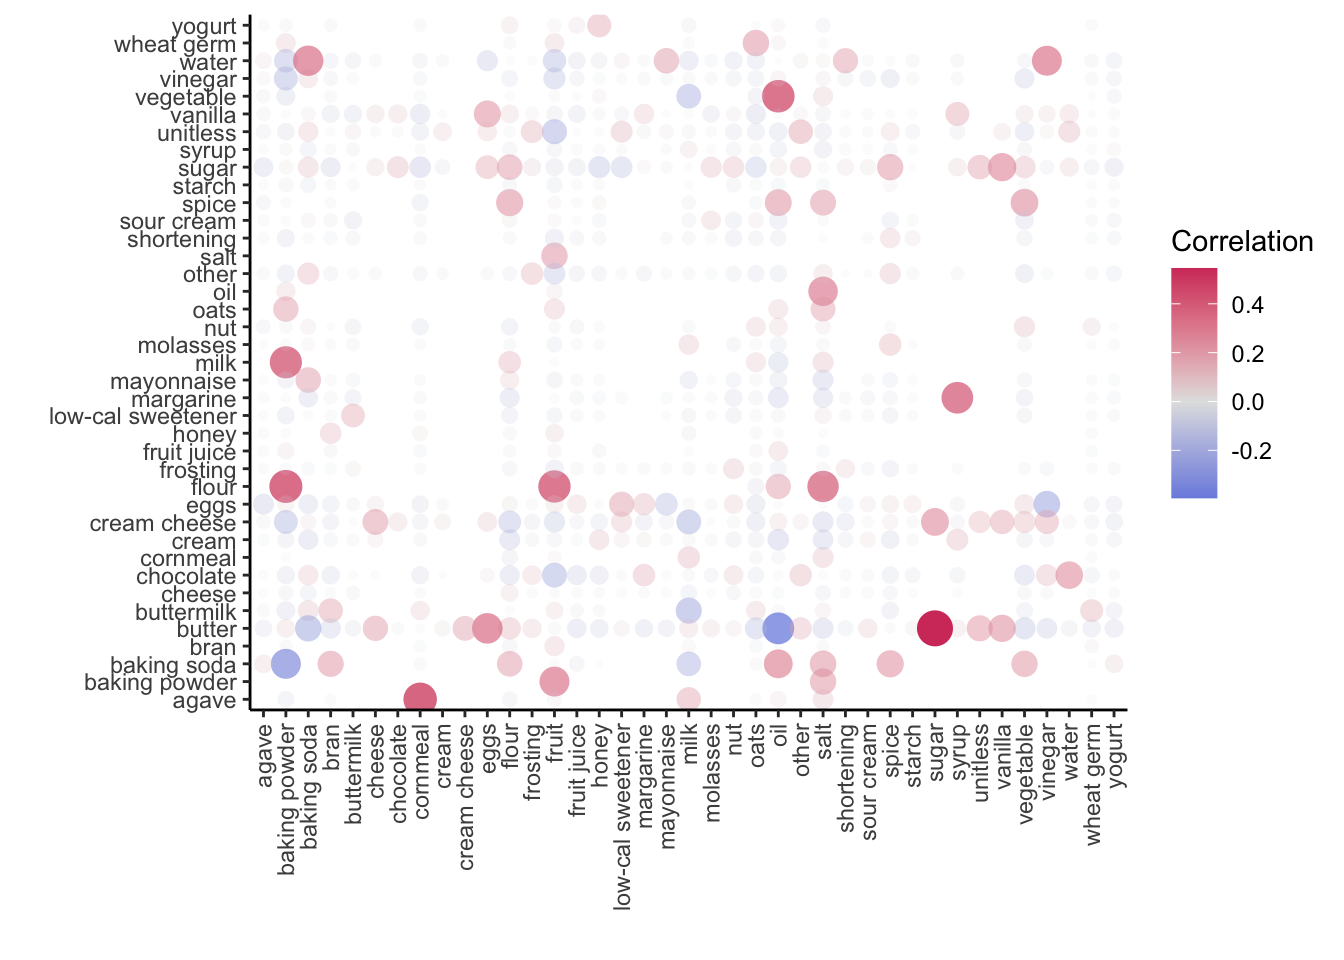 yogurt
wheat germ
water
vinegar
vegetable
vanilla
unitless
syrup
sugar
starch
spice
sour cream
shortening
salt
other
oil
oats
nut
molasses
milk
mayonnaise
margarine
low-cal sweetener
honey
fruit juice
frosting
flour
eggs
cream cheese
cream
cornmeal
chocolate
cheese
buttermilk
butter
bran
baking soda
baking powder
agave
agave
baking powder
baking soda
bran
buttermilk
cheese
chocolate
cornmeal
cream
cream cheese
eggs
flour
frosting
fruit
fruit juice
honey
low-cal sweetener
margarine
mayonnaise
milk
molasses
nut
oats
oil
other
salt
shortening
sour cream
spice
starch
sugar
syrup
unitless
vanilla
vegetable
vinegar
water
wheat germ
yogurt
Correlation
0.4
0.2
0.0
-0.2